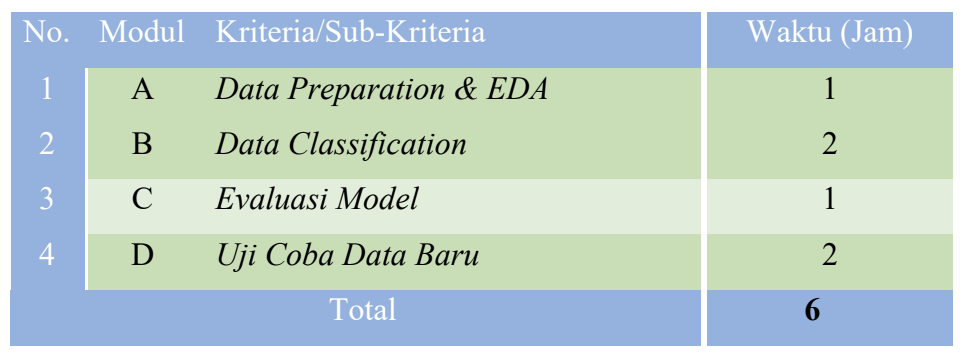 No. Modul Kriteria/Sub-Kriteria Waktu (Jam)
1 A Data Preparation & EDA 1
2 B Data Classification 2
3 C Evaluasi Model 1
4 D Uji Coba Data Baru 2
Total 6